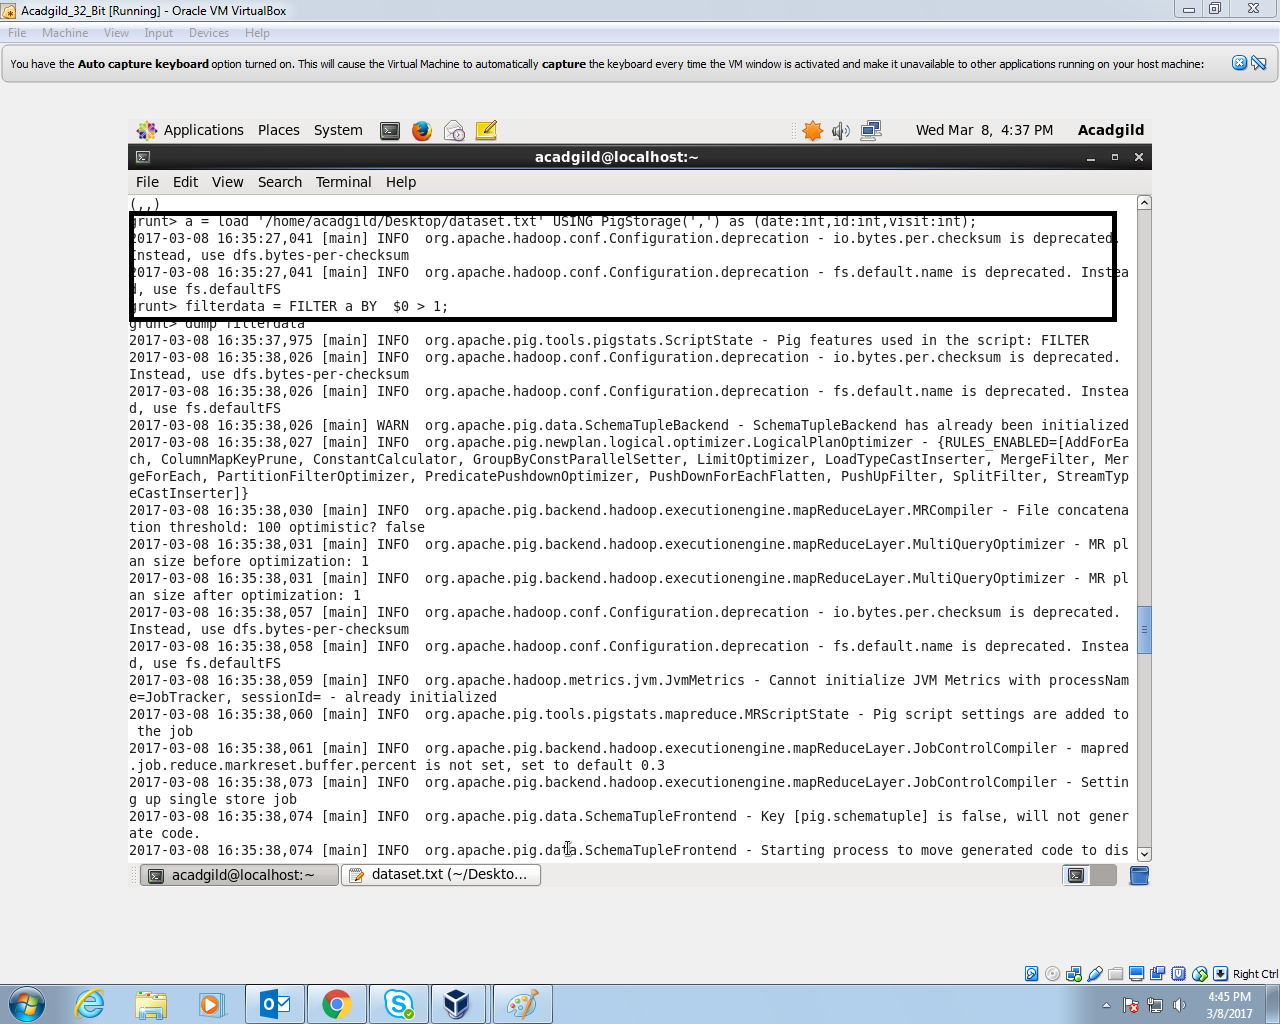 Acadgild_32_Bit [Running] - Oracle VM VirtualBox
File Machine View Input Devices Help
You have the Auto capture keyboard option turned on. This will cause the Virtual Machine to automatically capture the keyboard every time the VM window is activated and make it unavailable to other applications running on your host machine:
Applications Places System Wed Mar 8, 4:37 PM Acadgild
acadgild@localhost:~
File Edit View Search Terminal Help
(,,)
grunt> a = load '/home/acadgild/Desktop/dataset.txt' USING PigStorage(',') as (date:int,id:int,visit:int);
2017-03-08 16:35:27,041 [main] INFO  org.apache.hadoop.conf.Configuration.deprecation - io.bytes.per.checksum is deprecated.
Instead, use dfs.bytes-per-checksum
2017-03-08 16:35:27,041 [main] INFO  org.apache.hadoop.conf.Configuration.deprecation - fs.default.name is deprecated. Instea
d, use fs.defaultFS
grunt> filterdata = FILTER a BY  $0 > 1;
grunt> dump filterdata
2017-03-08 16:35:37,975 [main] INFO  org.apache.pig.tools.pigstats.ScriptState - Pig features used in the script: FILTER
2017-03-08 16:35:38,026 [main] INFO  org.apache.hadoop.conf.Configuration.deprecation - io.bytes.per.checksum is deprecated.
Instead, use dfs.bytes-per-checksum
2017-03-08 16:35:38,026 [main] INFO  org.apache.hadoop.conf.Configuration.deprecation - fs.default.name is deprecated. Instea
d, use fs.defaultFS
2017-03-08 16:35:38,026 [main] WARN  org.apache.pig.data.SchemaTupleBackend - SchemaTupleBackend has already been initialized
2017-03-08 16:35:38,027 [main] INFO  org.apache.pig.newplan.logical.optimizer.LogicalPlanOptimizer - {RULES_ENABLED=[AddForEa
ch, ColumnMapKeyPrune, ConstantCalculator, GroupByConstParallelSetter, LimitOptimizer, LoadTypeCastInserter, MergeFilter, Mer
geForEach, PartitionFilterOptimizer, PredicatePushdownOptimizer, PushDownForEachFlatten, PushUpFilter, SplitFilter, StreamTyp
eCastInserter]}
2017-03-08 16:35:38,030 [main] INFO  org.apache.pig.backend.hadoop.executionengine.mapReduceLayer.MRCompiler - File concatena
tion threshold: 100 optimistic? false
2017-03-08 16:35:38,031 [main] INFO  org.apache.pig.backend.hadoop.executionengine.mapReduceLayer.MultiQueryOptimizer - MR pl
an size before optimization: 1
2017-03-08 16:35:38,031 [main] INFO  org.apache.pig.backend.hadoop.executionengine.mapReduceLayer.MultiQueryOptimizer - MR pl
an size after optimization: 1
2017-03-08 16:35:38,057 [main] INFO  org.apache.hadoop.conf.Configuration.deprecation - io.bytes.per.checksum is deprecated.
Instead, use dfs.bytes-per-checksum
2017-03-08 16:35:38,058 [main] INFO  org.apache.hadoop.conf.Configuration.deprecation - fs.default.name is deprecated. Instea
d, use fs.defaultFS
2017-03-08 16:35:38,059 [main] INFO  org.apache.hadoop.metrics.jvm.JvmMetrics - Cannot initialize JVM Metrics with processNam
e=JobTracker, sessionId= - already initialized
2017-03-08 16:35:38,060 [main] INFO  org.apache.pig.tools.pigstats.mapreduce.MRScriptState - Pig script settings are added to
 the job
2017-03-08 16:35:38,061 [main] INFO  org.apache.pig.backend.hadoop.executionengine.mapReduceLayer.JobControlCompiler - mapred
.job.reduce.markreset.buffer.percent is not set, set to default 0.3
2017-03-08 16:35:38,073 [main] INFO  org.apache.pig.backend.hadoop.executionengine.mapReduceLayer.JobControlCompiler - Settin
g up single store job
2017-03-08 16:35:38,074 [main] INFO  org.apache.pig.data.SchemaTupleFrontend - Key [pig.schematuple] is false, will not gener
ate code.
2017-03-08 16:35:38,074 [main] INFO  org.apache.pig.data.SchemaTupleFrontend - Starting process to move generated code to dis
acadgild@localhost:~ dataset.txt (~/Deskto...
Right Ctrl
4:45 PM
3/8/2017